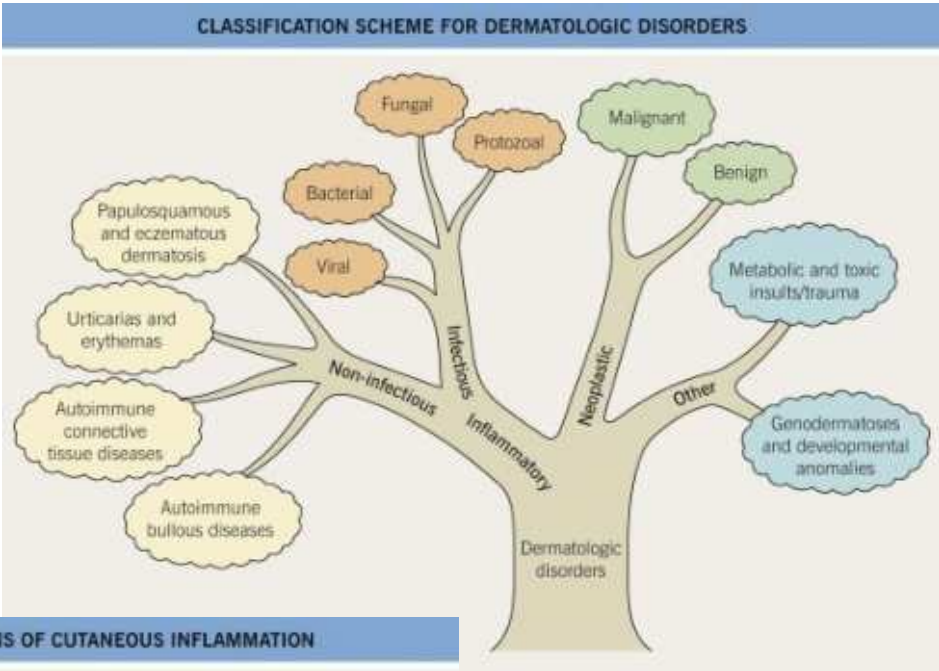 CLASSIFICATION SCHEME FOR DERMATOLOGIC DISORDERS
Fungal
Protozoal
Malignant
Benign
Bacterial
Viral
Papulosquamous
and eczematous
dermatosis
Urticarias and
erythemas
Autoimmune
connective
tissue diseases
Autoimmune
bullous diseases
Metabolic and toxic
insults/trauma
Genodermatoses
and developmental
anomalies
Non-infectious
Infectious
Inflammatory
Neoplastic
Other
Dermatologic
disorders
OF CUTANEOUS INFLAMMATION